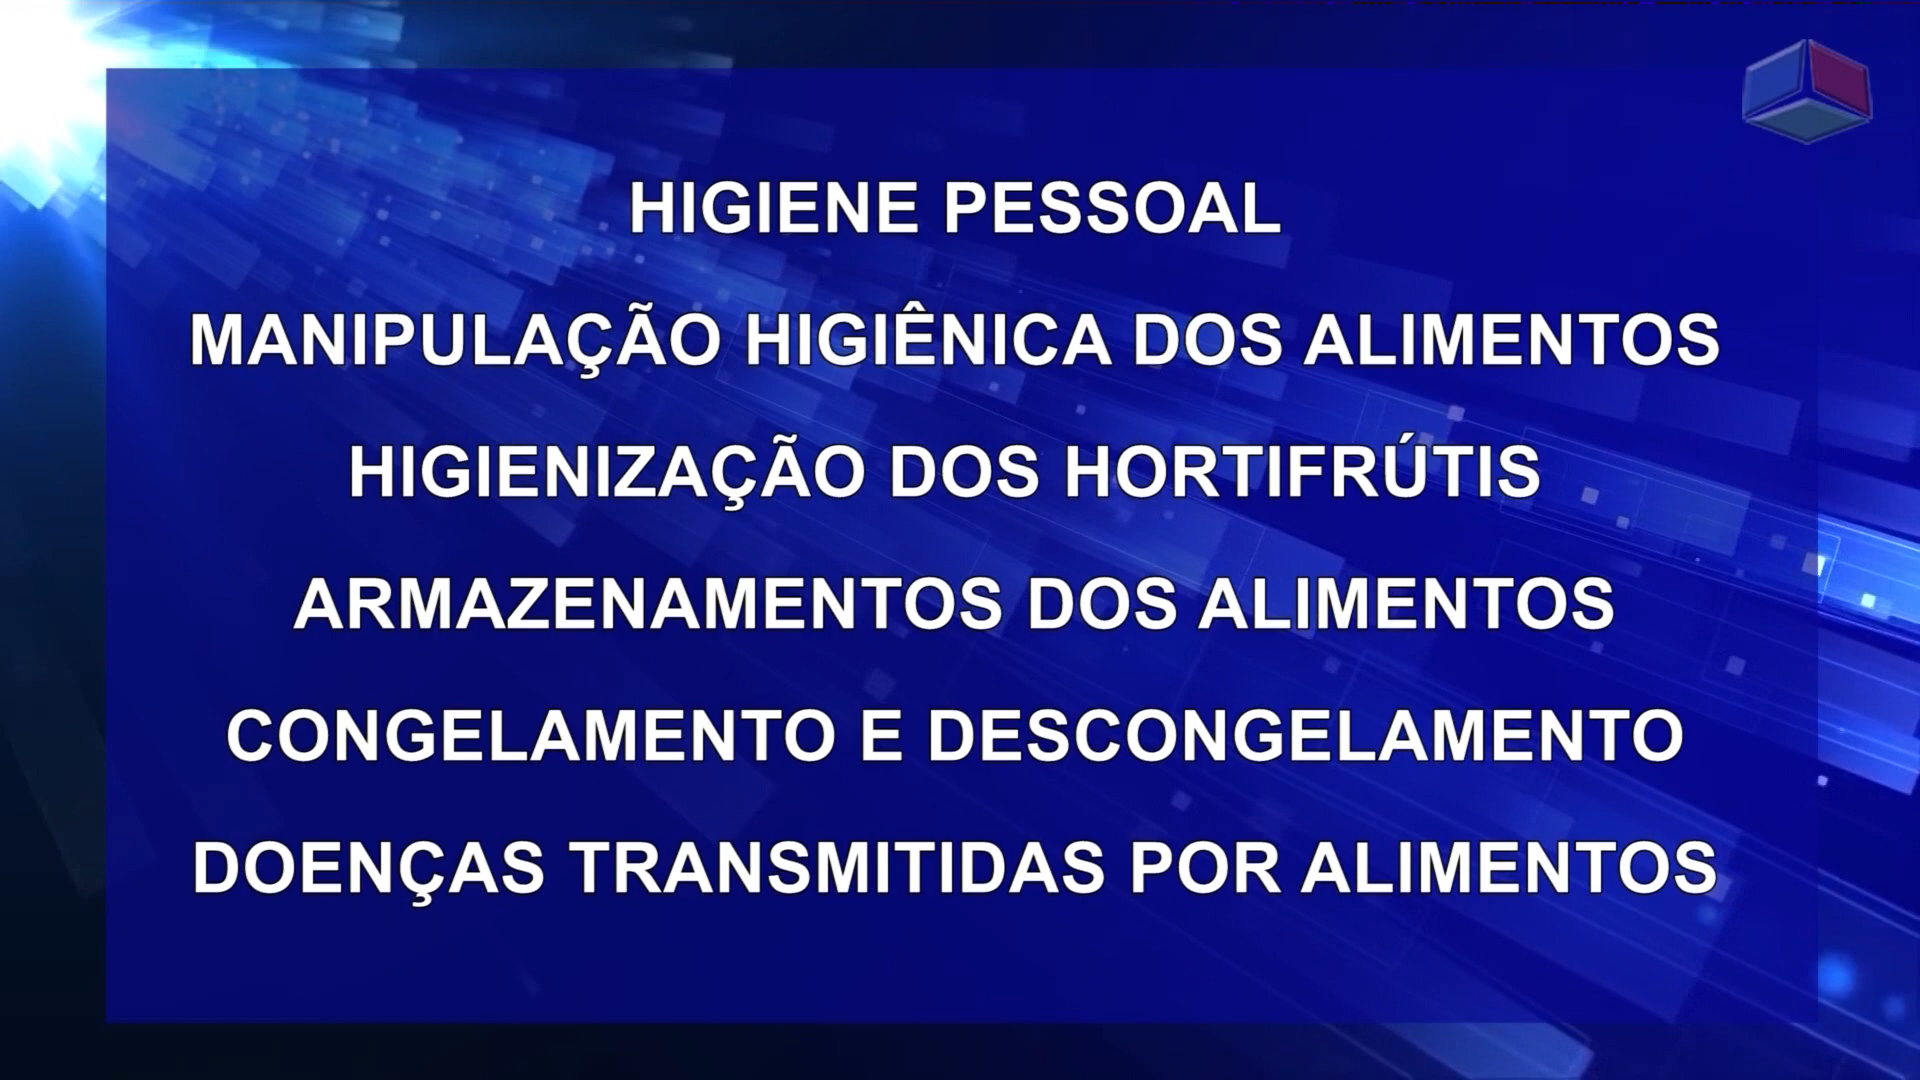 HIGIENE PESSOAL
MANIPULAÇÃO HIGIÊNICA DOS ALIMENTOS
HIGIENIZAÇÃO DOS HORTIFRÚTIS
ARMAZENAMENTOS DOS ALIMENTOS
CONGELAMENTO E DESCONGELAMENTO
DOENÇAS TRANSMITIDAS POR ALIMENTOS